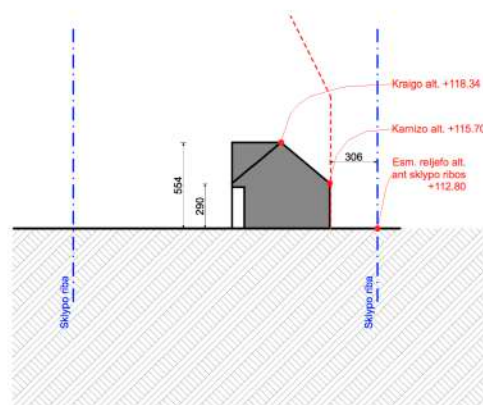 Kraigo alt. +118.34
Karnizo alt. +115.70
306
Esm. reljefo alt.
ant sklypo ribos
+112.80
554
290
Sklypo riba
Sklypo riba